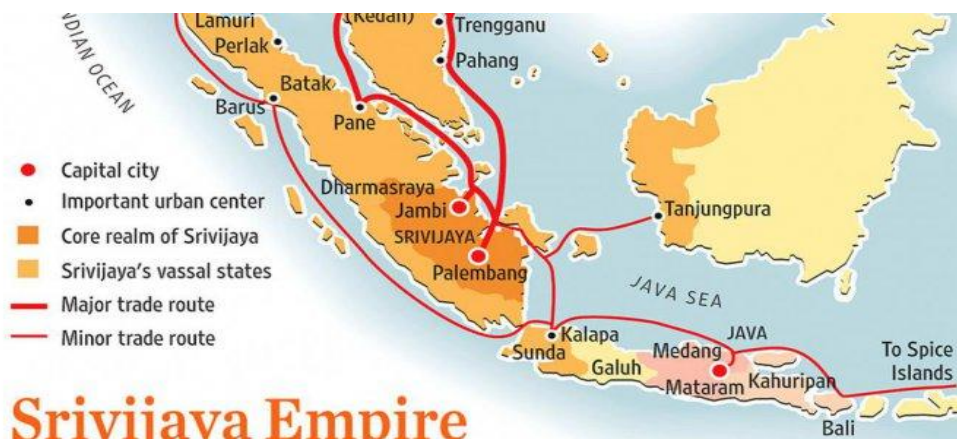 INDIAN OCEAN
Lamuri
Perlak
(Kedah)
Trengganu
Pahang
Batak
Barus
Pane
Capital city
Important urban center
Core realm of Srivijaya
Srivijaya's vassal states
Major trade route
Minor trade route
Dharmasraya
Jambi
SRIVIJAYA
Palembang
Tanjungpura
JAVA SEA
Kalapa
Sunda
Galuh
JAVA
Medang
Mataram
Kahuripan
Bali
To Spice
Islands
Srivijaya Empire